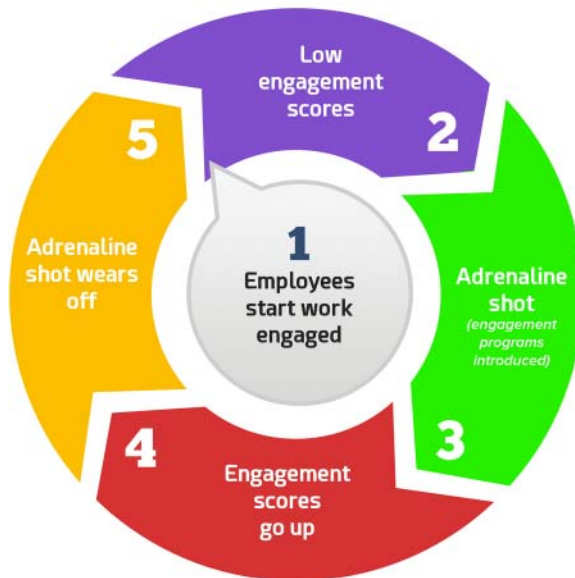 1
Employees
start work
engaged
Low
engagement
scores
2
Adrenaline
shot
(engagement
programs
introduced)
3
4
Engagement
scores
go up
5
Adrenaline
shot wears
off